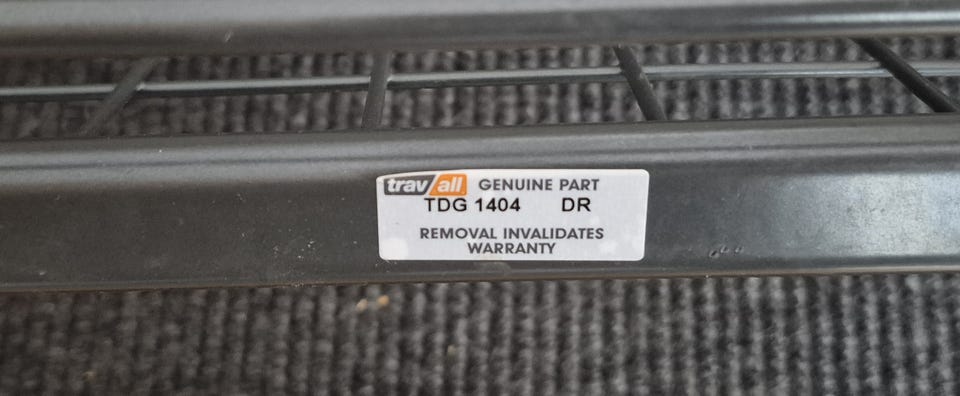 travall GENUINE PART
TDG 1404 DR
REMOVAL INVALIDATES
WARRANTY